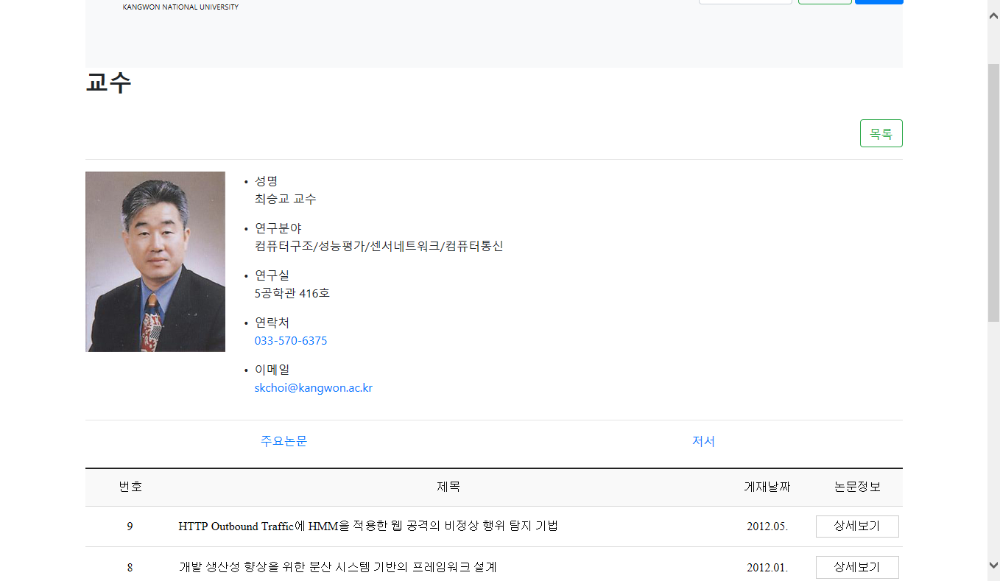 KANGWON NATIONAL UNIVERSITY
교수
목록
• 성명
최승교 교수
• 연구분야
컴퓨터구조/성능평가/센서네트워크/컴퓨터통신
• 연구실
5공학관 416호
• 연락처
033-570-6375
• 이메일
skchoi@kangwon.ac.kr
주요논문 저서
번호 제목 게재날짜 논문정보
9 HTTP Outbound Traffic에 HMM을 적용한 웹 공격의 비정상 행위 탐지 기법 2012.05. 상세보기
8 개발 생산성 향상을 위한 분산 시스템 기반의 프레임워크 설계 2012.01. 상세보기